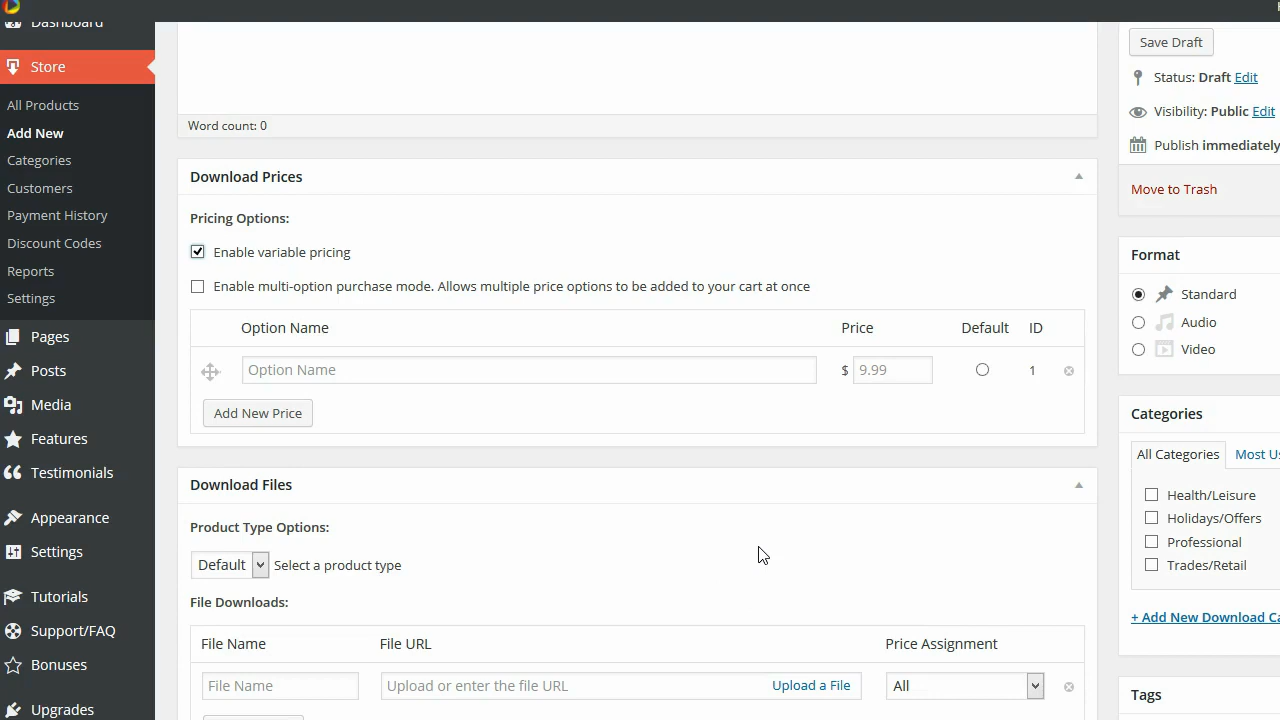 Dashboard
Store
All Products
Add New
Categories
Customers
Payment History
Discount Codes
Reports
Settings
Pages
Posts
Media
Features
Testimonials
Appearance
Settings
Tutorials
Support/FAQ
Bonuses
Upgrades
Word count: 0
Download Prices
Pricing Options:
Enable variable pricing
Enable multi-option purchase mode. Allows multiple price options to be added to your cart at once
Option Name Price Default ID
Option Name $ 9.99 1
Add New Price
Download Files
Product Type Options:
Default Select a product type
File Downloads:
File Name File URL Price Assignment
File Name Upload or enter the file URL Upload a File All
Save Draft
Status: Draft Edit
Visibility: Public Edit
Publish immediately
Move to Trash
Format
Standard
Audio
Video
Categories
All Categories Most Us
Health/Leisure
Holidays/Offers
Professional
Trades/Retail
+ Add New Download Ca
Tags